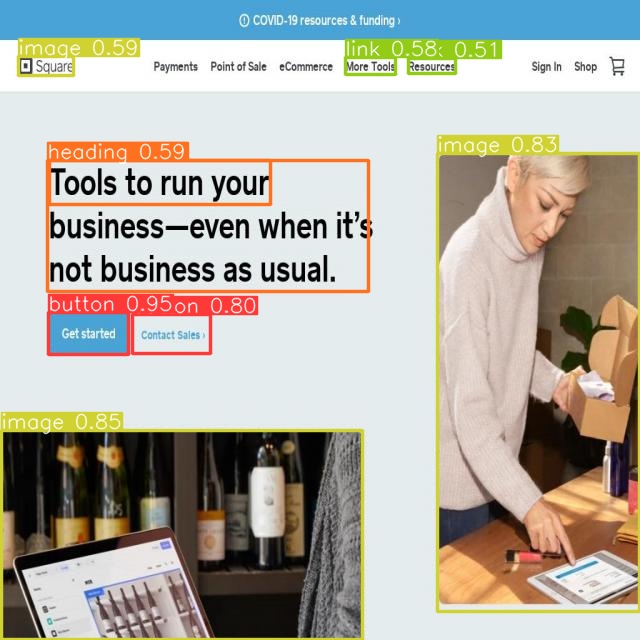 COVID-19 resources & funding ›
image 0.59
link 0.58
0.51
Square
Payments
Point of Sale
eCommerce
More Tools
Resources
Sign In
Shop
heading 0.59
image 0.83
Tools to run your
business—even when it's
not business as usual.
button 0.95
on 0.80
Get started
Contact Sales ›
image 0.85